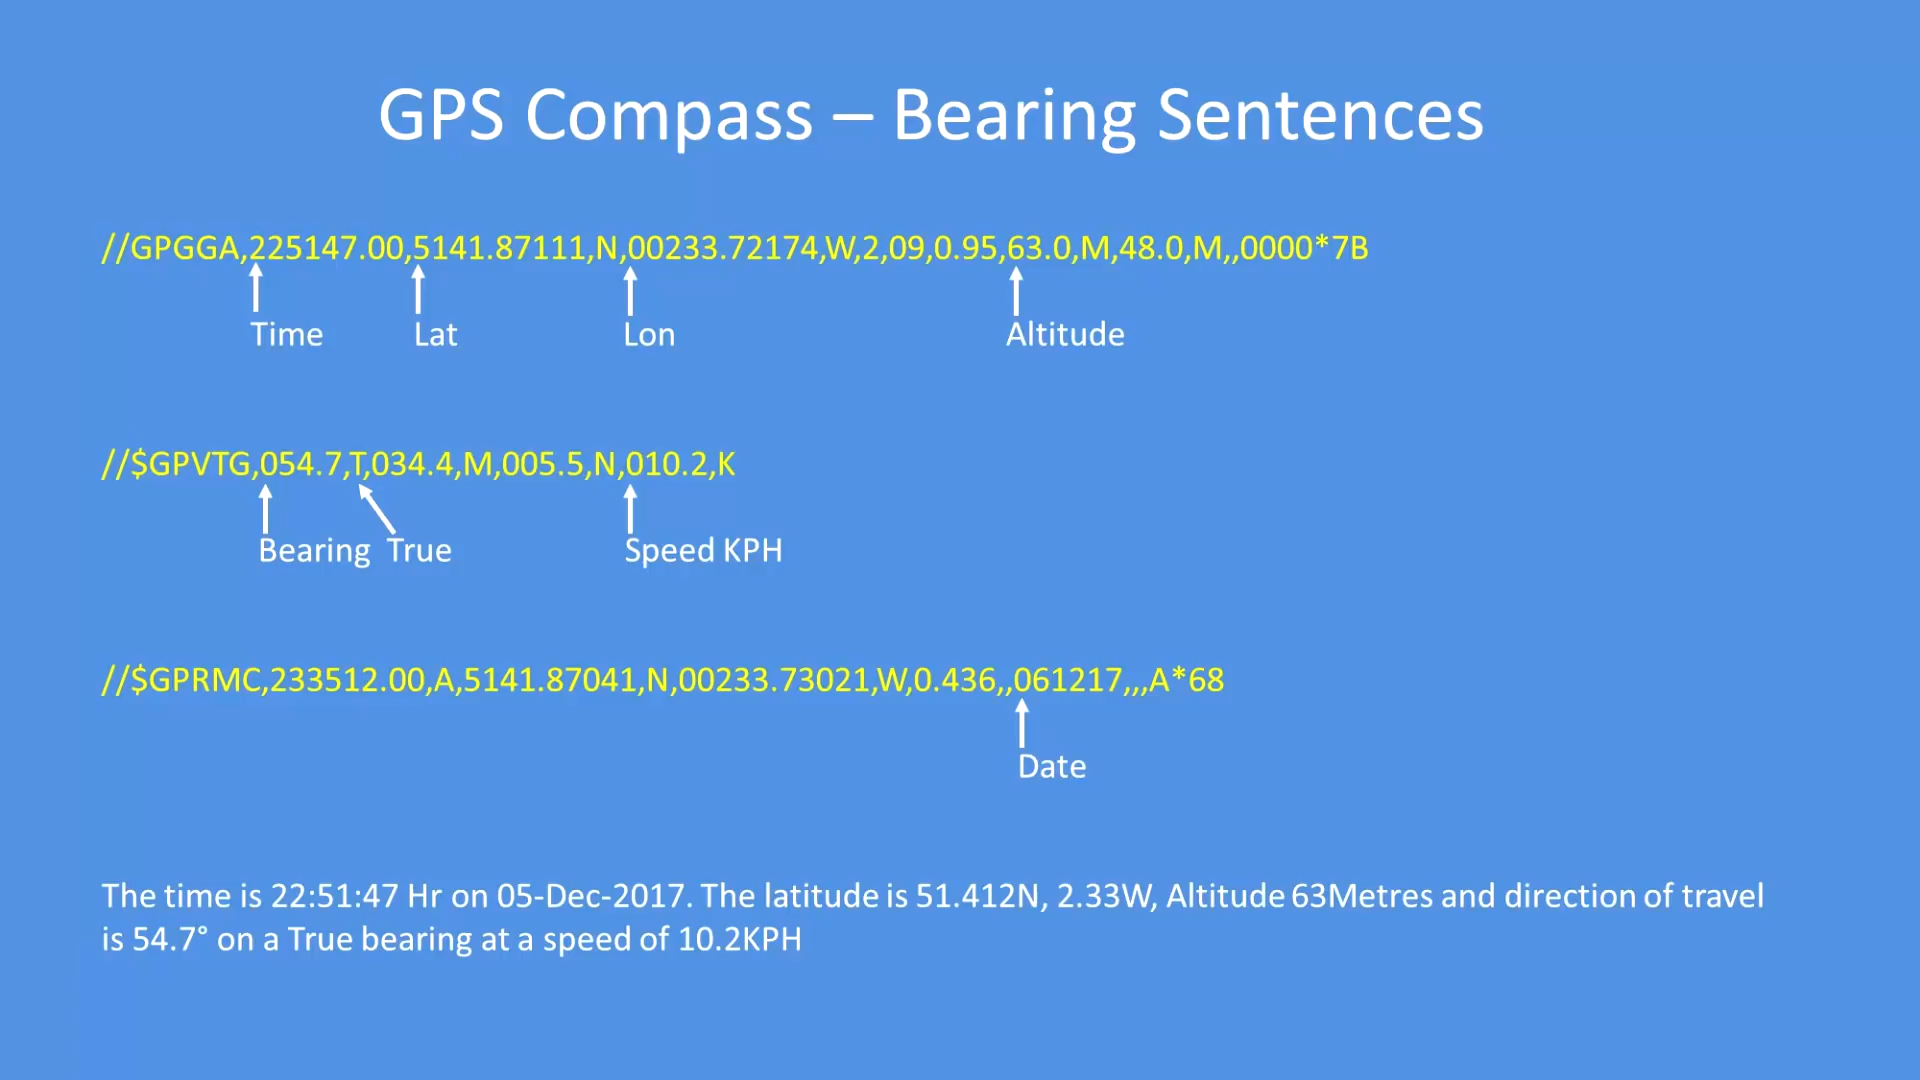 GPS Compass – Bearing Sentences
//GPGGA,225147.00,5141.87111,N,00233.72174,W,2,09,0.95,63.0,M,48.0,M,,0000*7B
Time Lat Lon Altitude
//$GPVTG,054.7,T,034.4,M,005.5,N,010.2,K
Bearing True Speed KPH
//$GPRMC,233512.00,A,5141.87041,N,00233.73021,W,0.436,,061217,,,A*68
Date
The time is 22:51:47 Hr on 05-Dec-2017. The latitude is 51.412N, 2.33W, Altitude 63Metres and direction of travel
is 54.7° on a True bearing at a speed of 10.2KPH